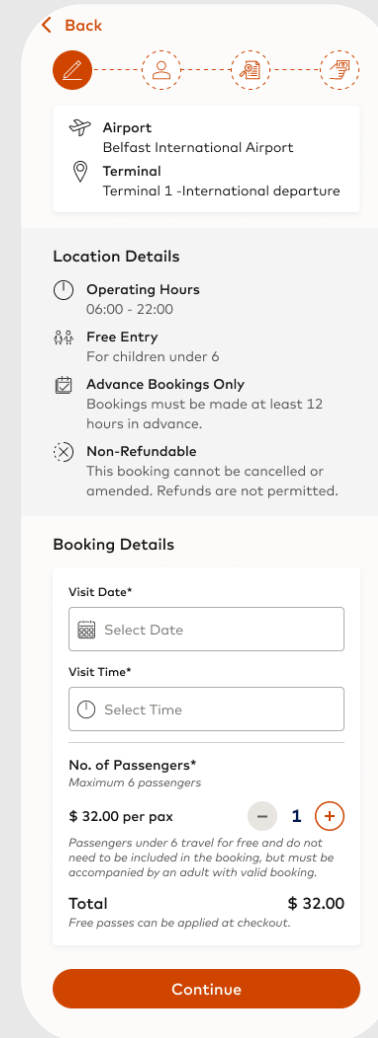 Back
Airport
Belfast International Airport
Terminal
Terminal 1 -International departure
Location Details
Operating Hours
06:00 - 22:00
Free Entry
For children under 6
Advance Bookings Only
Bookings must be made at least 12
hours in advance.
Non-Refundable
This booking cannot be cancelled or
amended. Refunds are not permitted.
Booking Details
Visit Date*
Select Date
Visit Time*
Select Time
No. of Passengers*
Maximum 6 passengers
$ 32.00 per pax − 1 +
Passengers under 6 travel for free and do not
need to be included in the booking, but must be
accompanied by an adult with valid booking.
Total $ 32.00
Free passes can be applied at checkout.
Continue